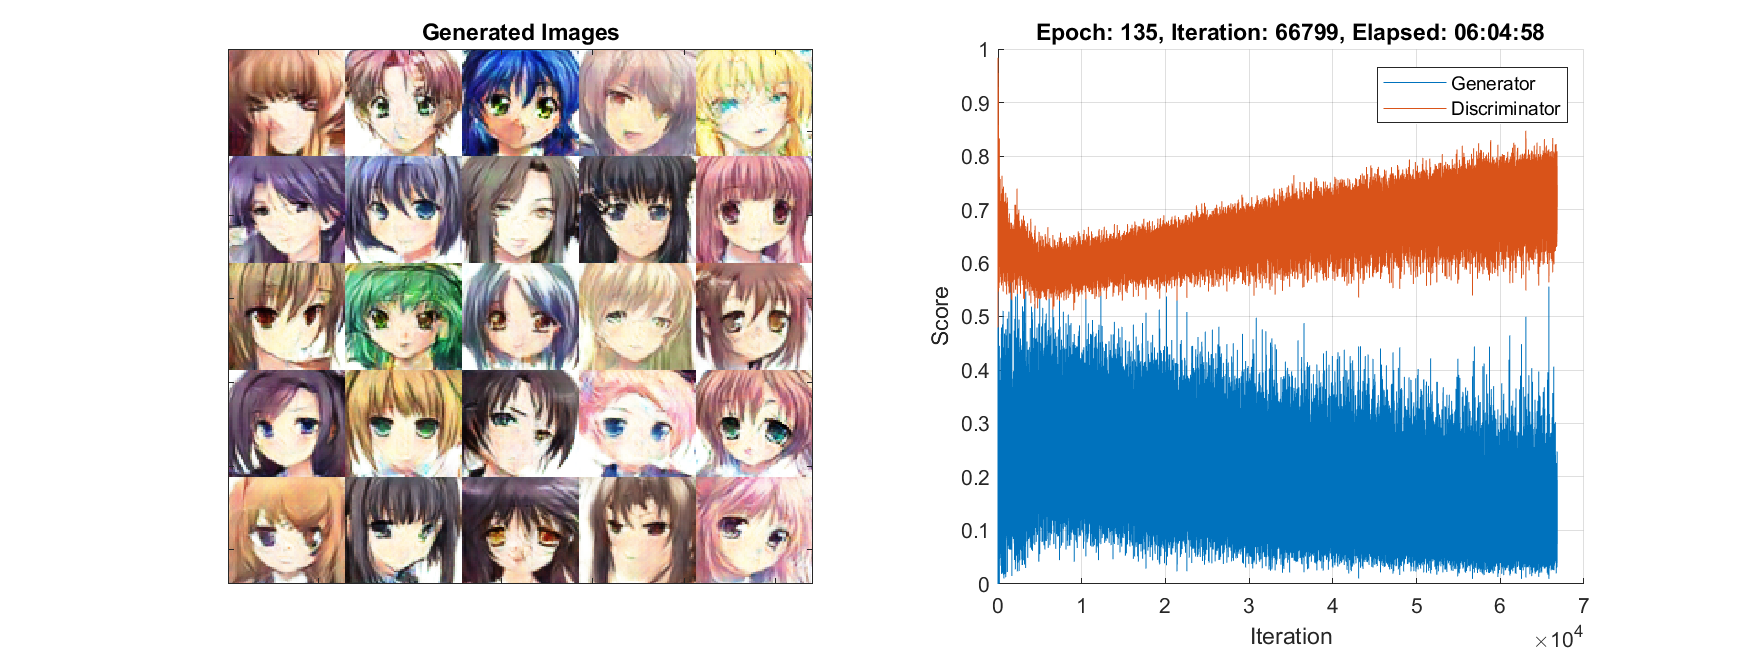 Generated Images
Epoch: 135, Iteration: 66799, Elapsed: 06:04:58
Generator
Discriminator
1
0.9
0.8
0.7
0.6
0.5
0.4
0.3
0.2
0.1
0
Score
0 1 2 3 4 5 6 7
Iteration
×10⁴